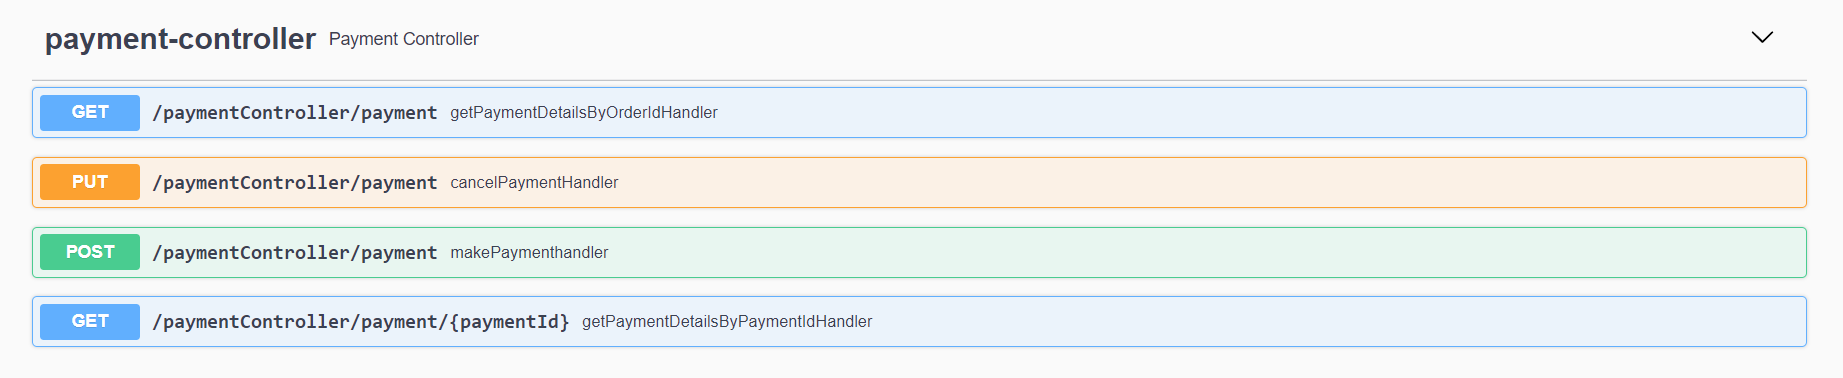 payment-controller Payment Controller
GET /paymentController/payment getPaymentDetailsByOrderIdHandler
PUT /paymentController/payment cancelPaymentHandler
POST /paymentController/payment makePaymenthandler
GET /paymentController/payment/{paymentId} getPaymentDetailsByPaymentIdHandler